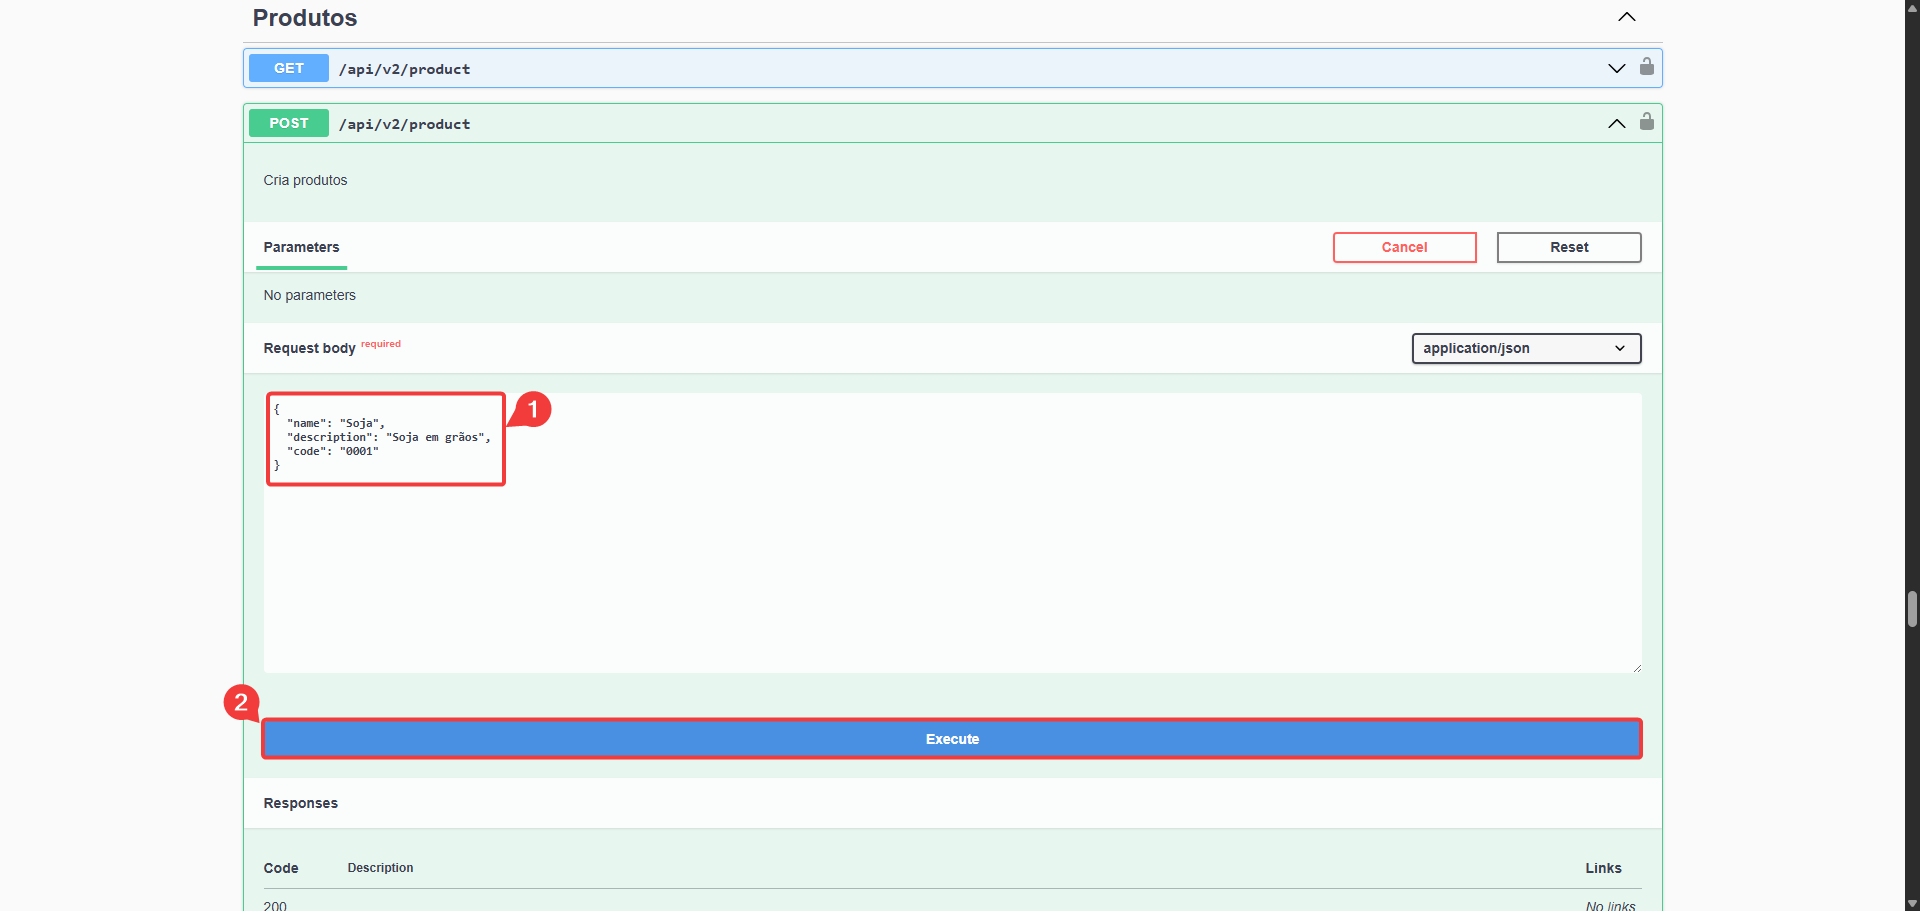 Produtos
GET /api/v2/product
POST /api/v2/product
Cria produtos
Parameters Cancel Reset
No parameters
Request body required application/json
{
"name": "Soja",
"description": "Soja em grãos",
"code": "0001"
}
1
2
Execute
Responses
Code Description Links
200 No links